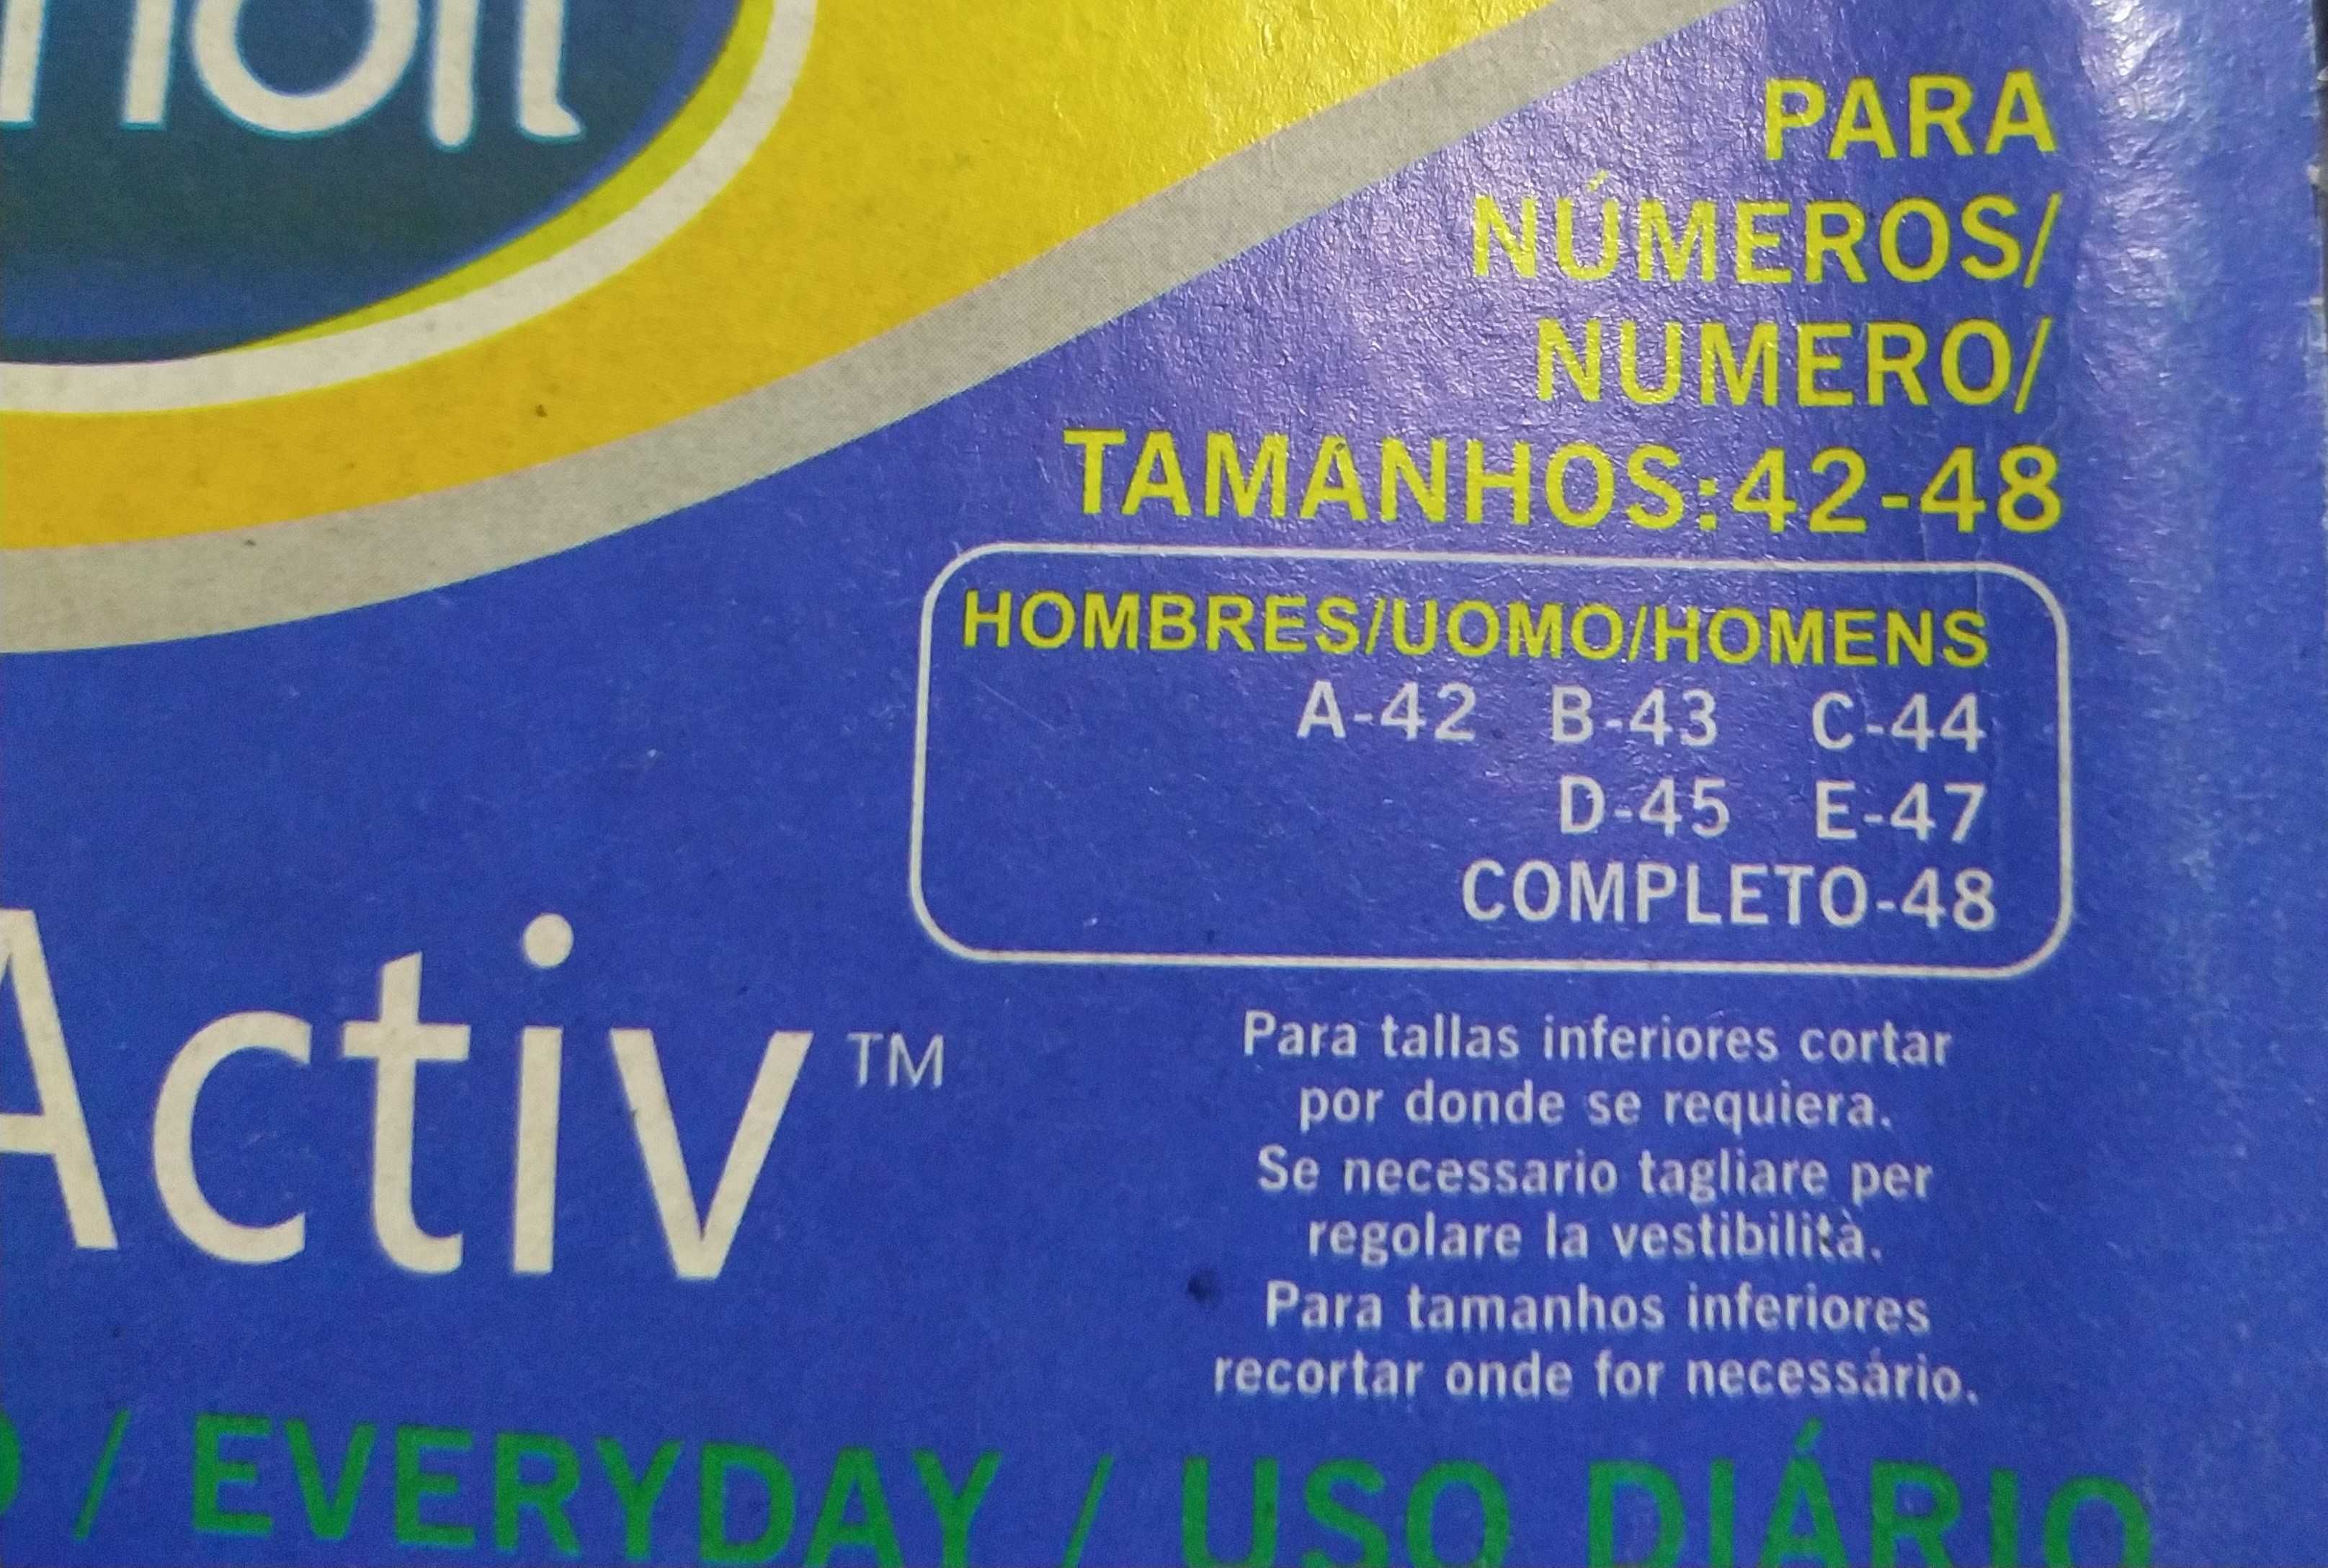 PARA
NÚMEROS/
NUMERO/
TAMANHOS:42-48
HOMBRES/UOMO/HOMENS
A-42 B-43 C-44
D-45 E-47
COMPLETO-48
Activ™
Para tallas inferiores cortar
por donde se requiera.
Se necessario tagliare per
regolare la vestibilità.
Para tamanhos inferiores
recortar onde for necessário.
/ EVERYDAY / USO DIÁRIO